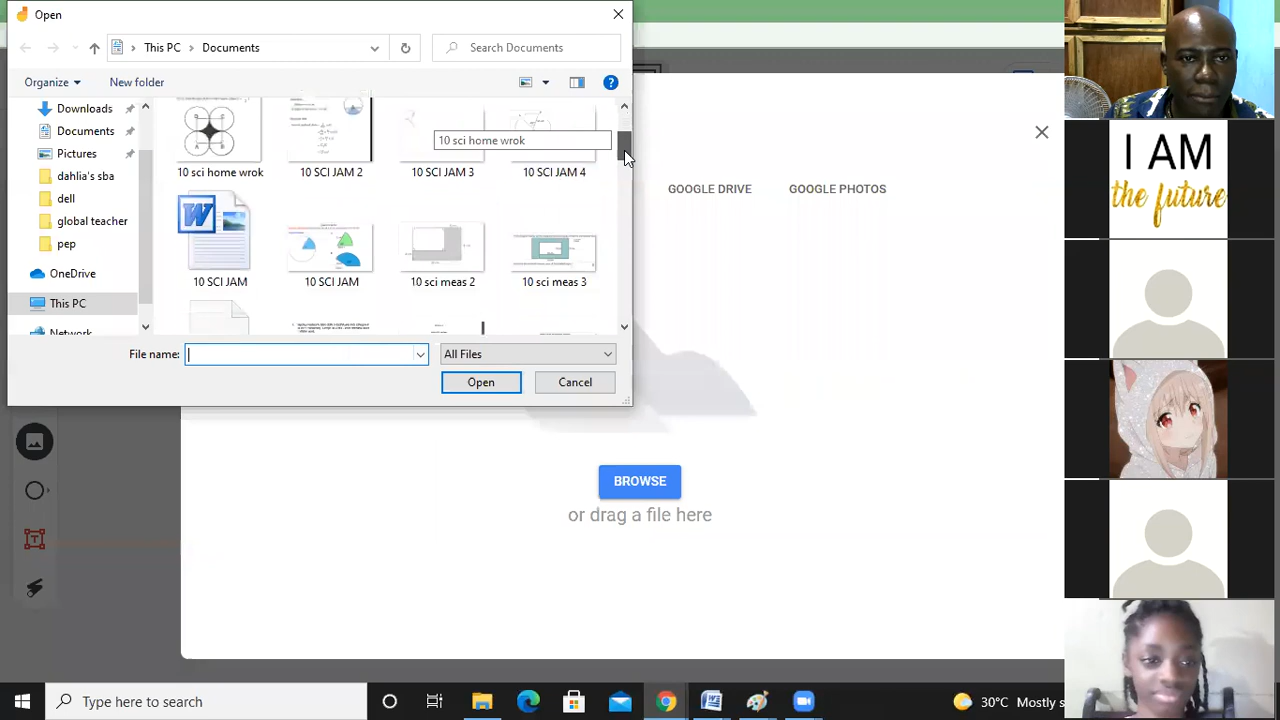 Open
This PC > Documents
Search Documents
Organize
New folder
Downloads
Documents
Pictures
dahlia's sba
dell
global teacher
pep
OneDrive
This PC
Network
10 sci home wrok
10 sci home wrok
10 SCI JAM 2
10 SCI JAM 3
10 SCI JAM 4
W
10 SCI JAM
10 SCI JAM
10 sci meas 2
10 sci meas 3
File name:
All Files
Open
Cancel
GOOGLE DRIVE
GOOGLE PHOTOS
BROWSE
or drag a file here
I AM
the future
Type here to search
30°C Mostly s